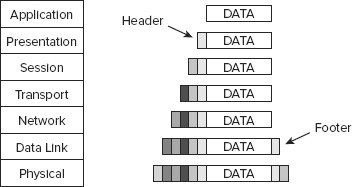 Application DATA
Header
Presentation DATA
Session DATA
Transport DATA
Network DATA
Footer
Data Link DATA
Physical DATA